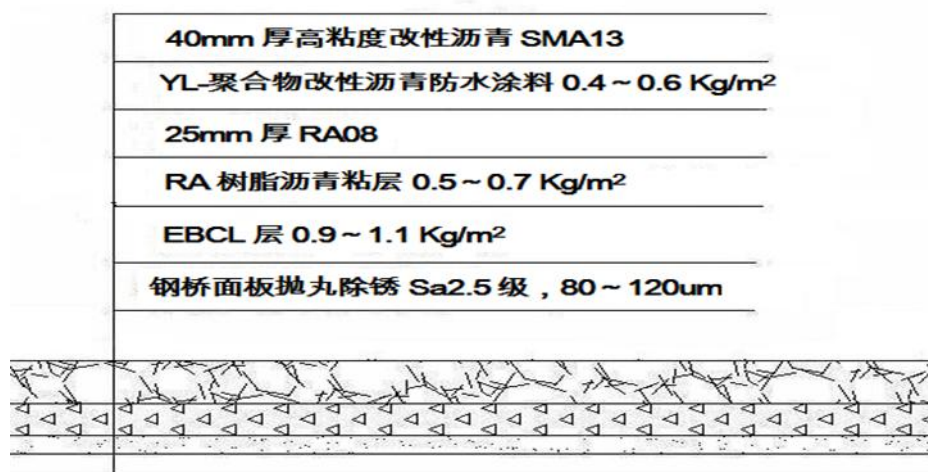 40mm 厚高粘度改性沥青 SMA13
YL-聚合物改性沥青防水涂料 0.4～0.6 Kg/m²
25mm 厚 RA08
RA 树脂沥青粘层 0.5～0.7 Kg/m²
EBCL 层 0.9～1.1 Kg/m²
钢桥面板抛丸除锈 Sa2.5 级，80～120um